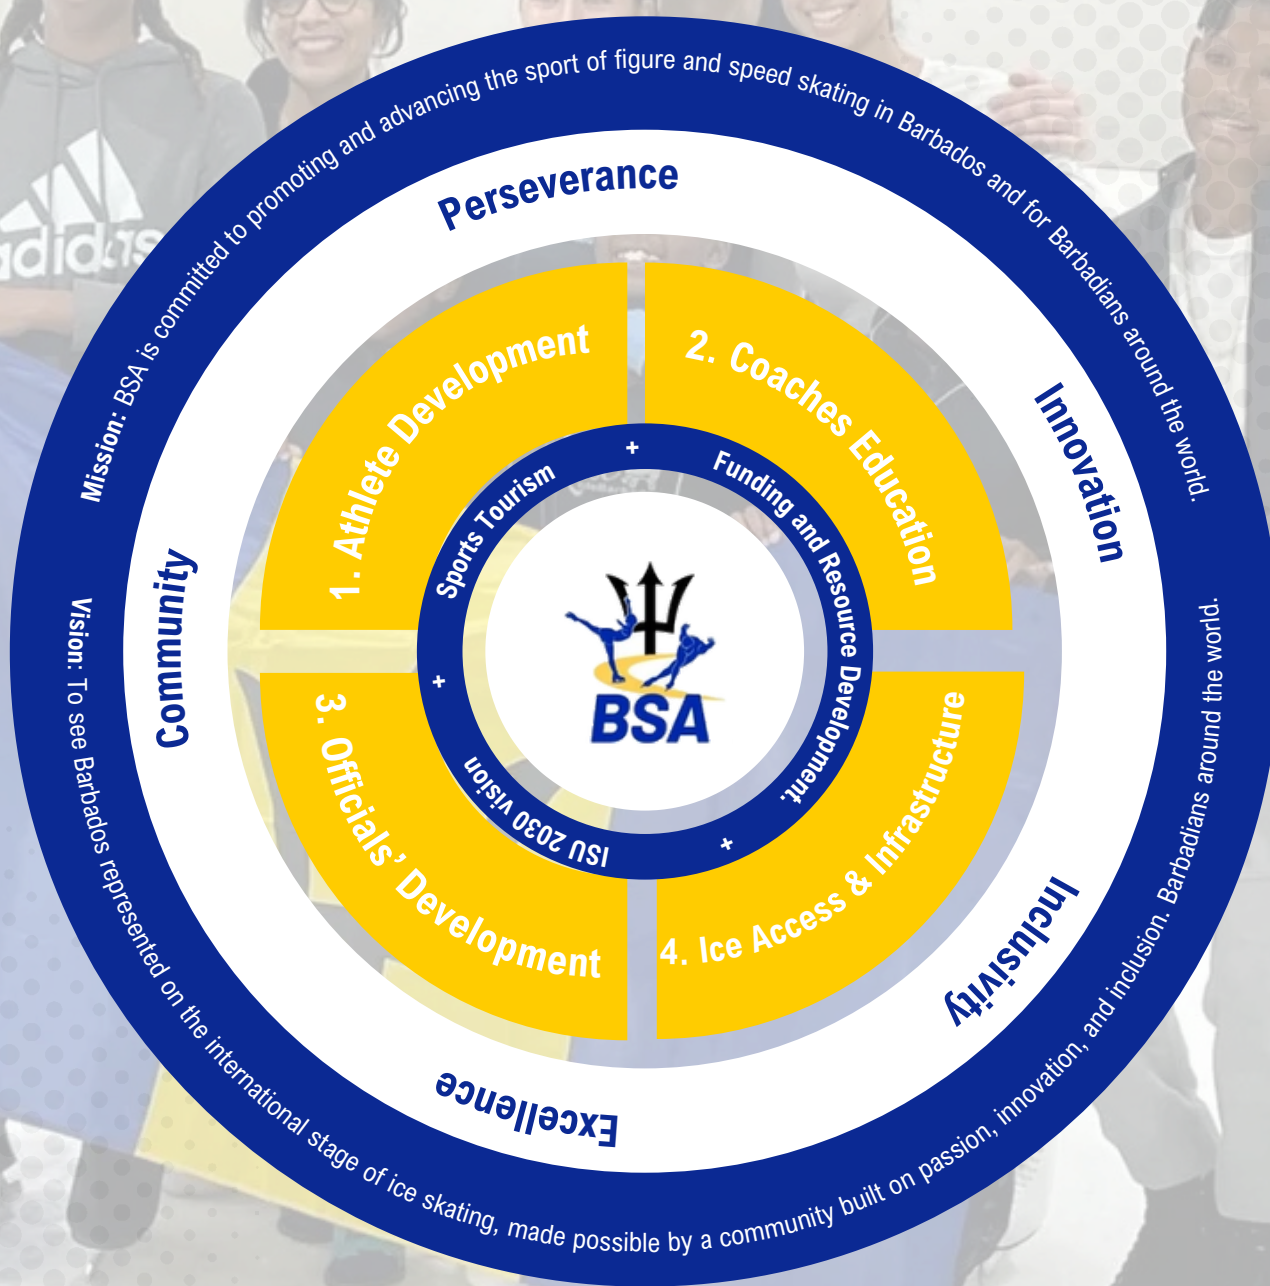 Mission: BSA is committed to promoting and advancing the sport of figure and speed skating in Barbados and for Barbadians around the world.
Perseverance
Innovation
Inclusivity
Excellence
Community
1. Athlete Development
2. Coaches Education
3. Officials’ Development
4. Ice Access & Infrastructure
Sports Tourism
+
Funding and Resource Development.
+
ISU 2030 vision
+
BSA
Vision: To see Barbados represented on the international stage of ice skating, made possible by a community built on passion, innovation, and inclusion. Barbadians around the world.
adidas